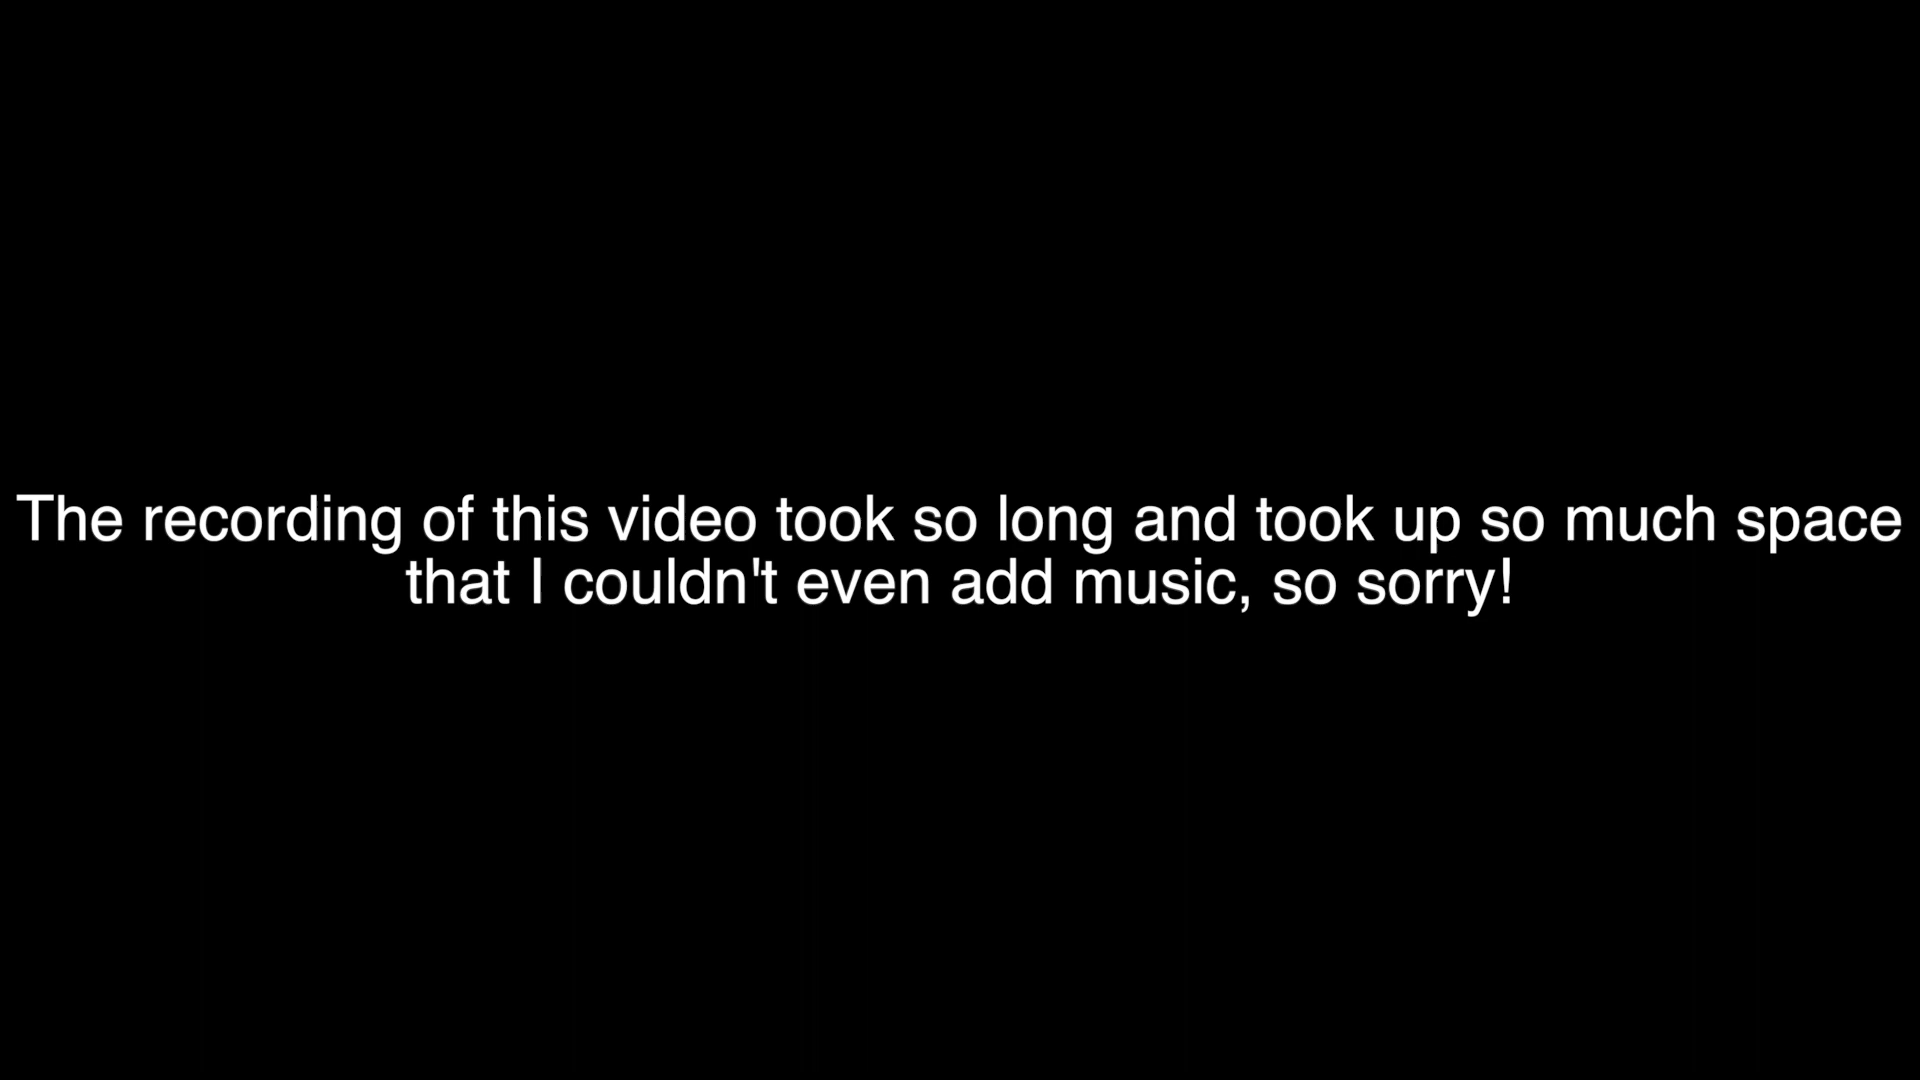 The recording of this video took so long and took up so much space
that I couldn't even add music, so sorry!